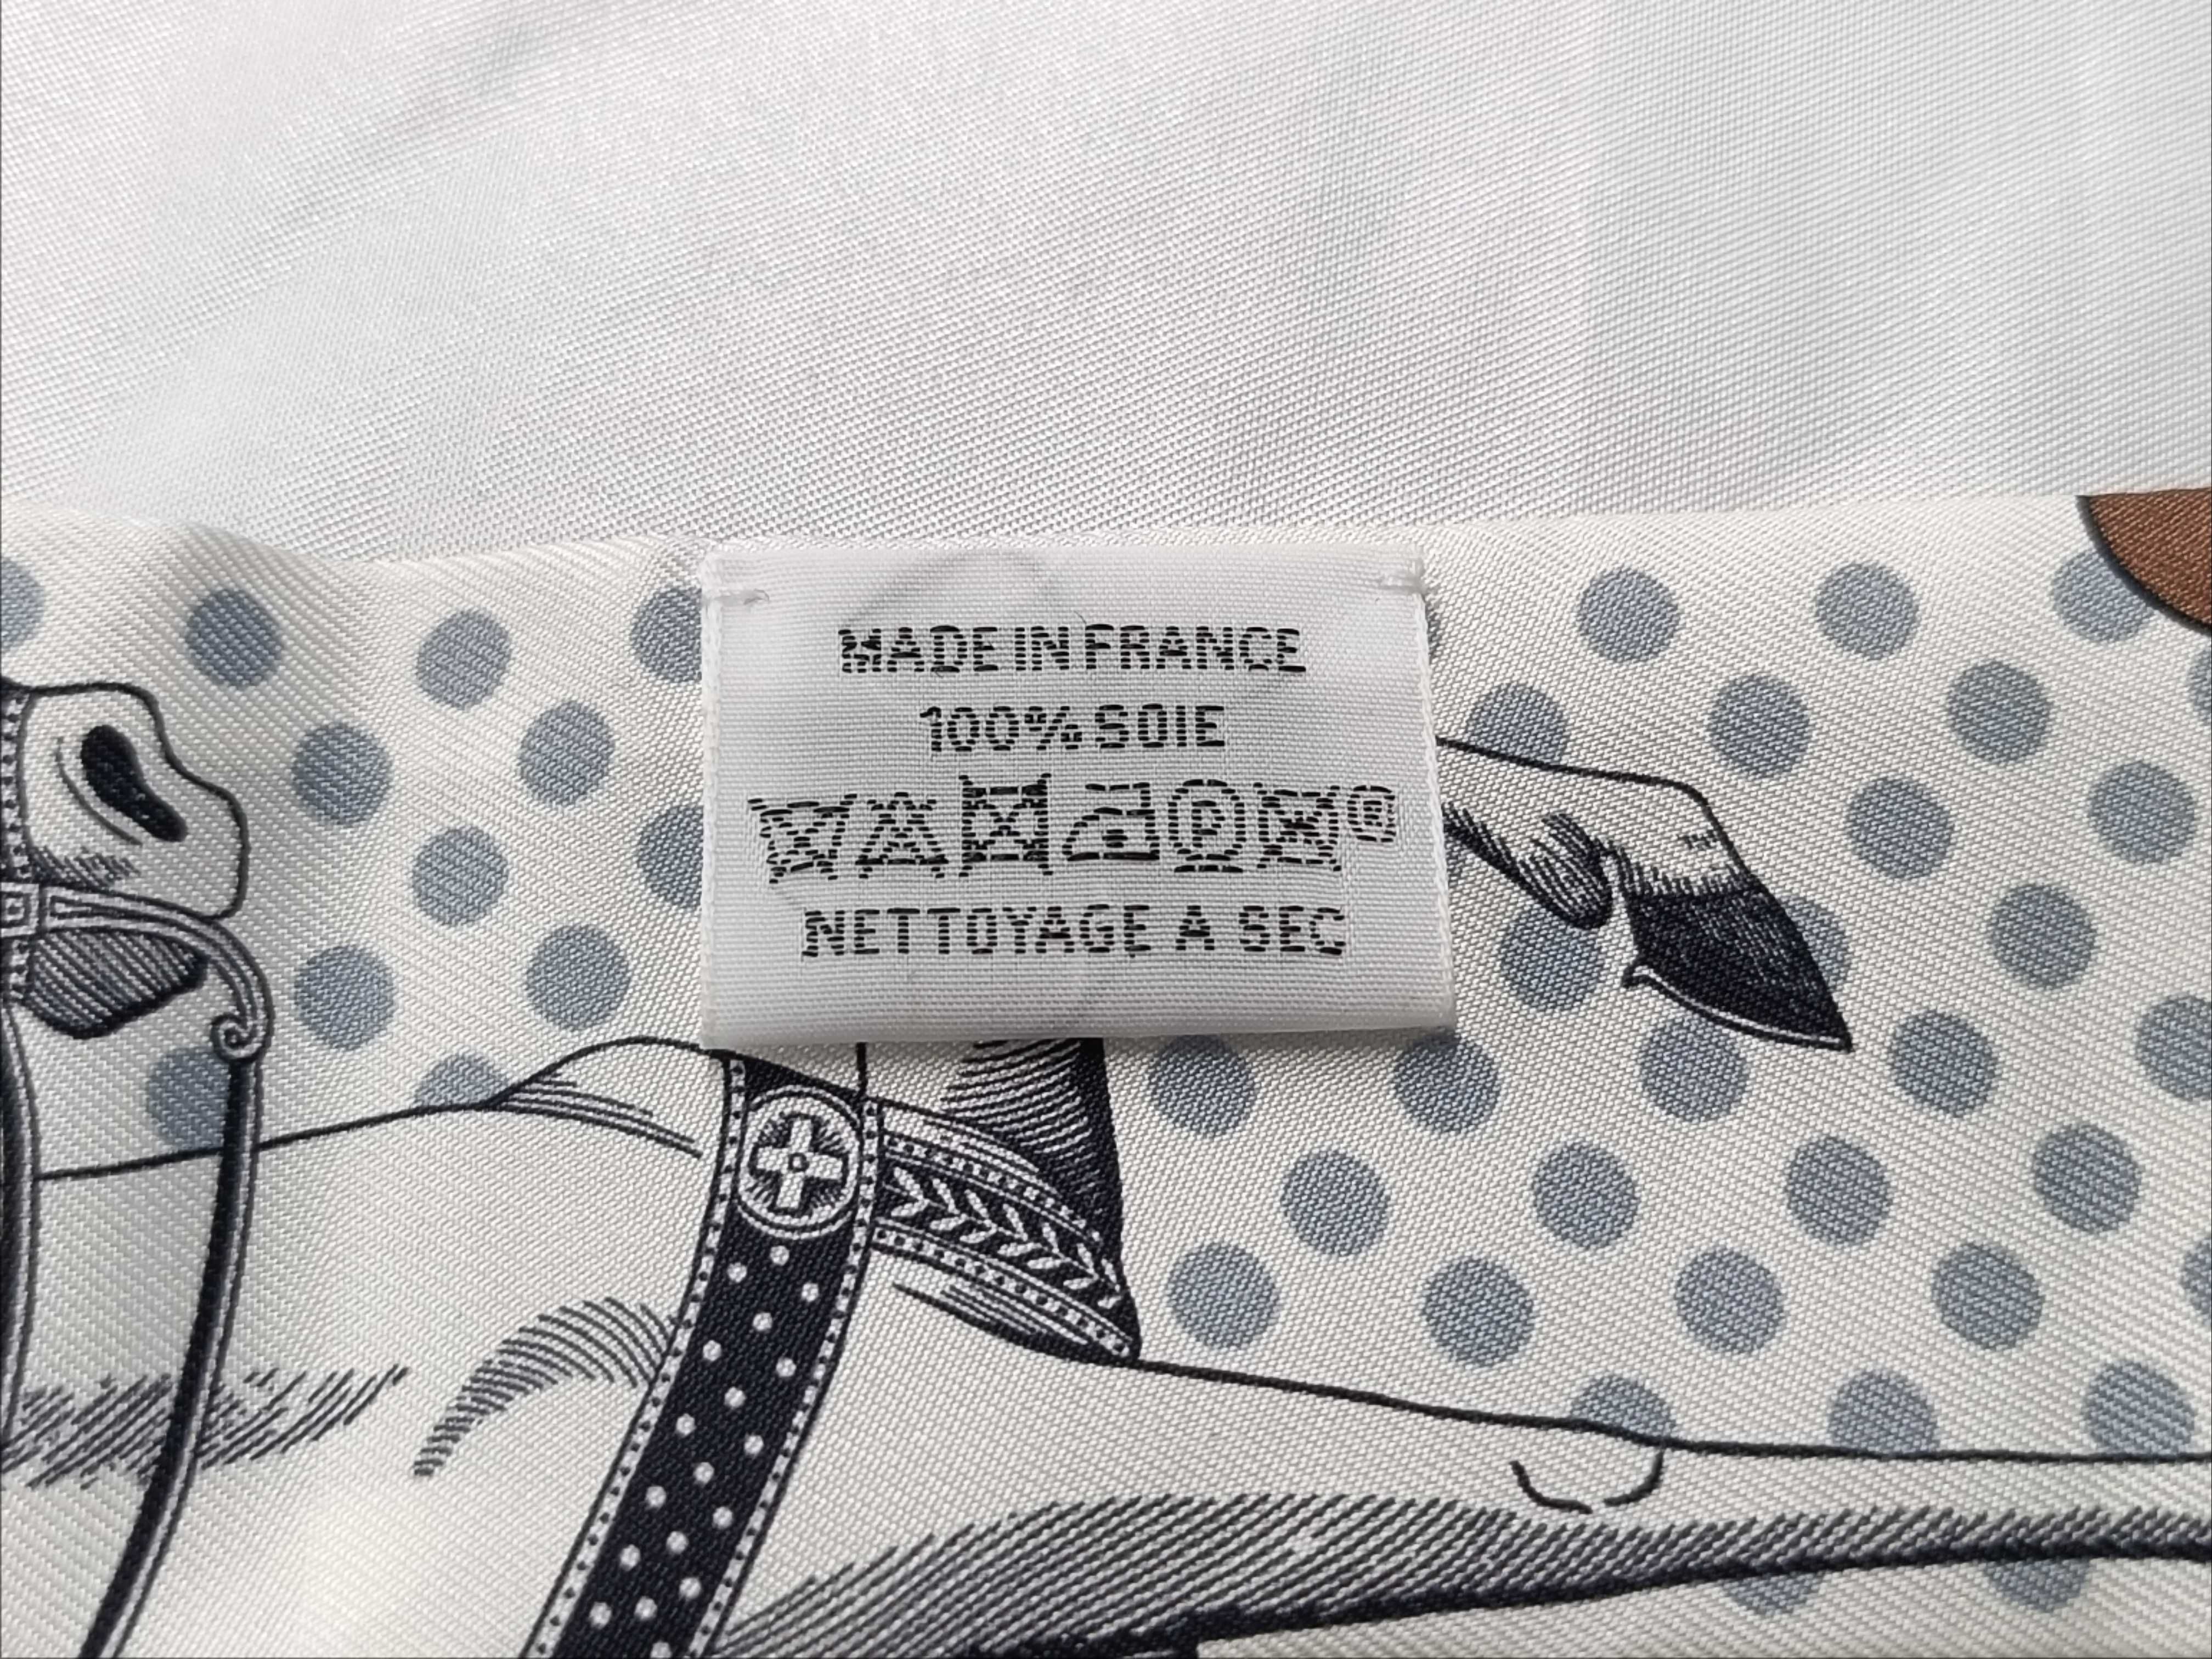 MADE IN FRANCE
100% SOIE
P ®
NETTOYAGE A SEC